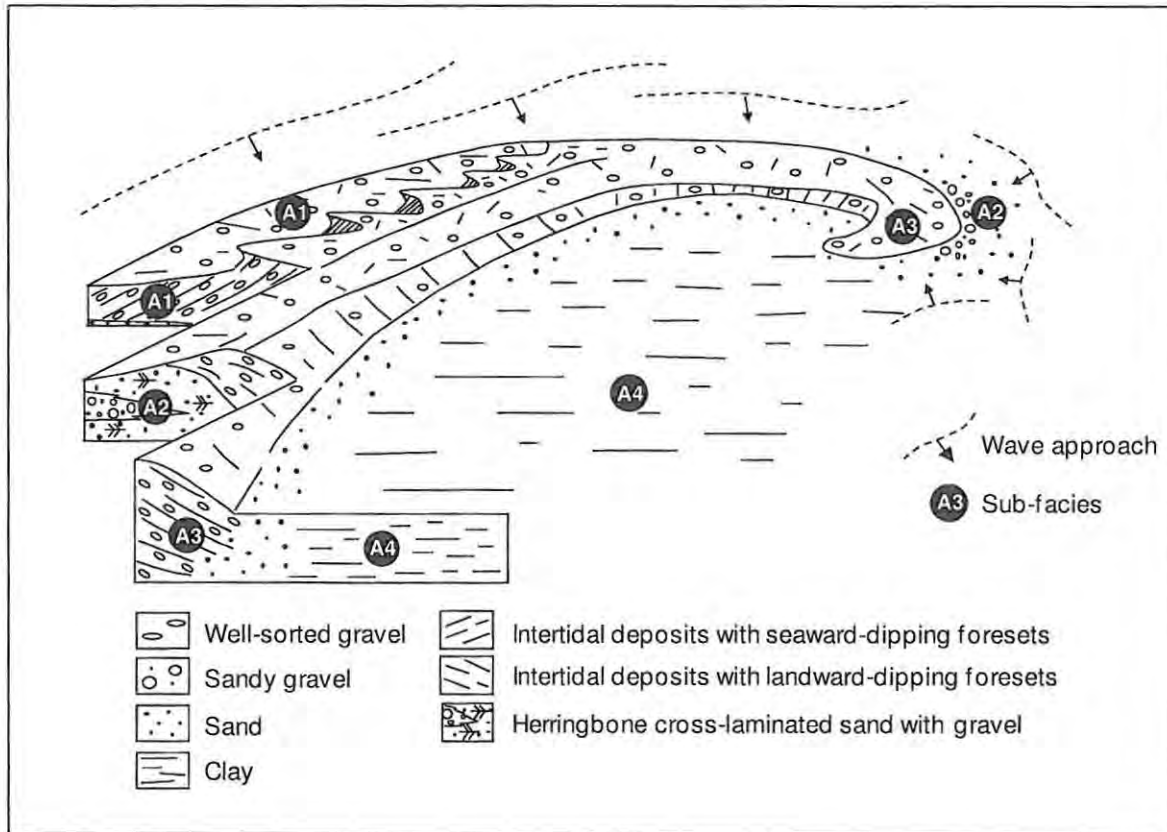 A1
A2
A3
A1
A2
A4
Wave approach
A3 Sub-facies
A3
A4
Well-sorted gravel
Sandy gravel
Sand
Clay
Intertidal deposits with seaward-dipping foresets
Intertidal deposits with landward-dipping foresets
Herringbone cross-laminated sand with gravel